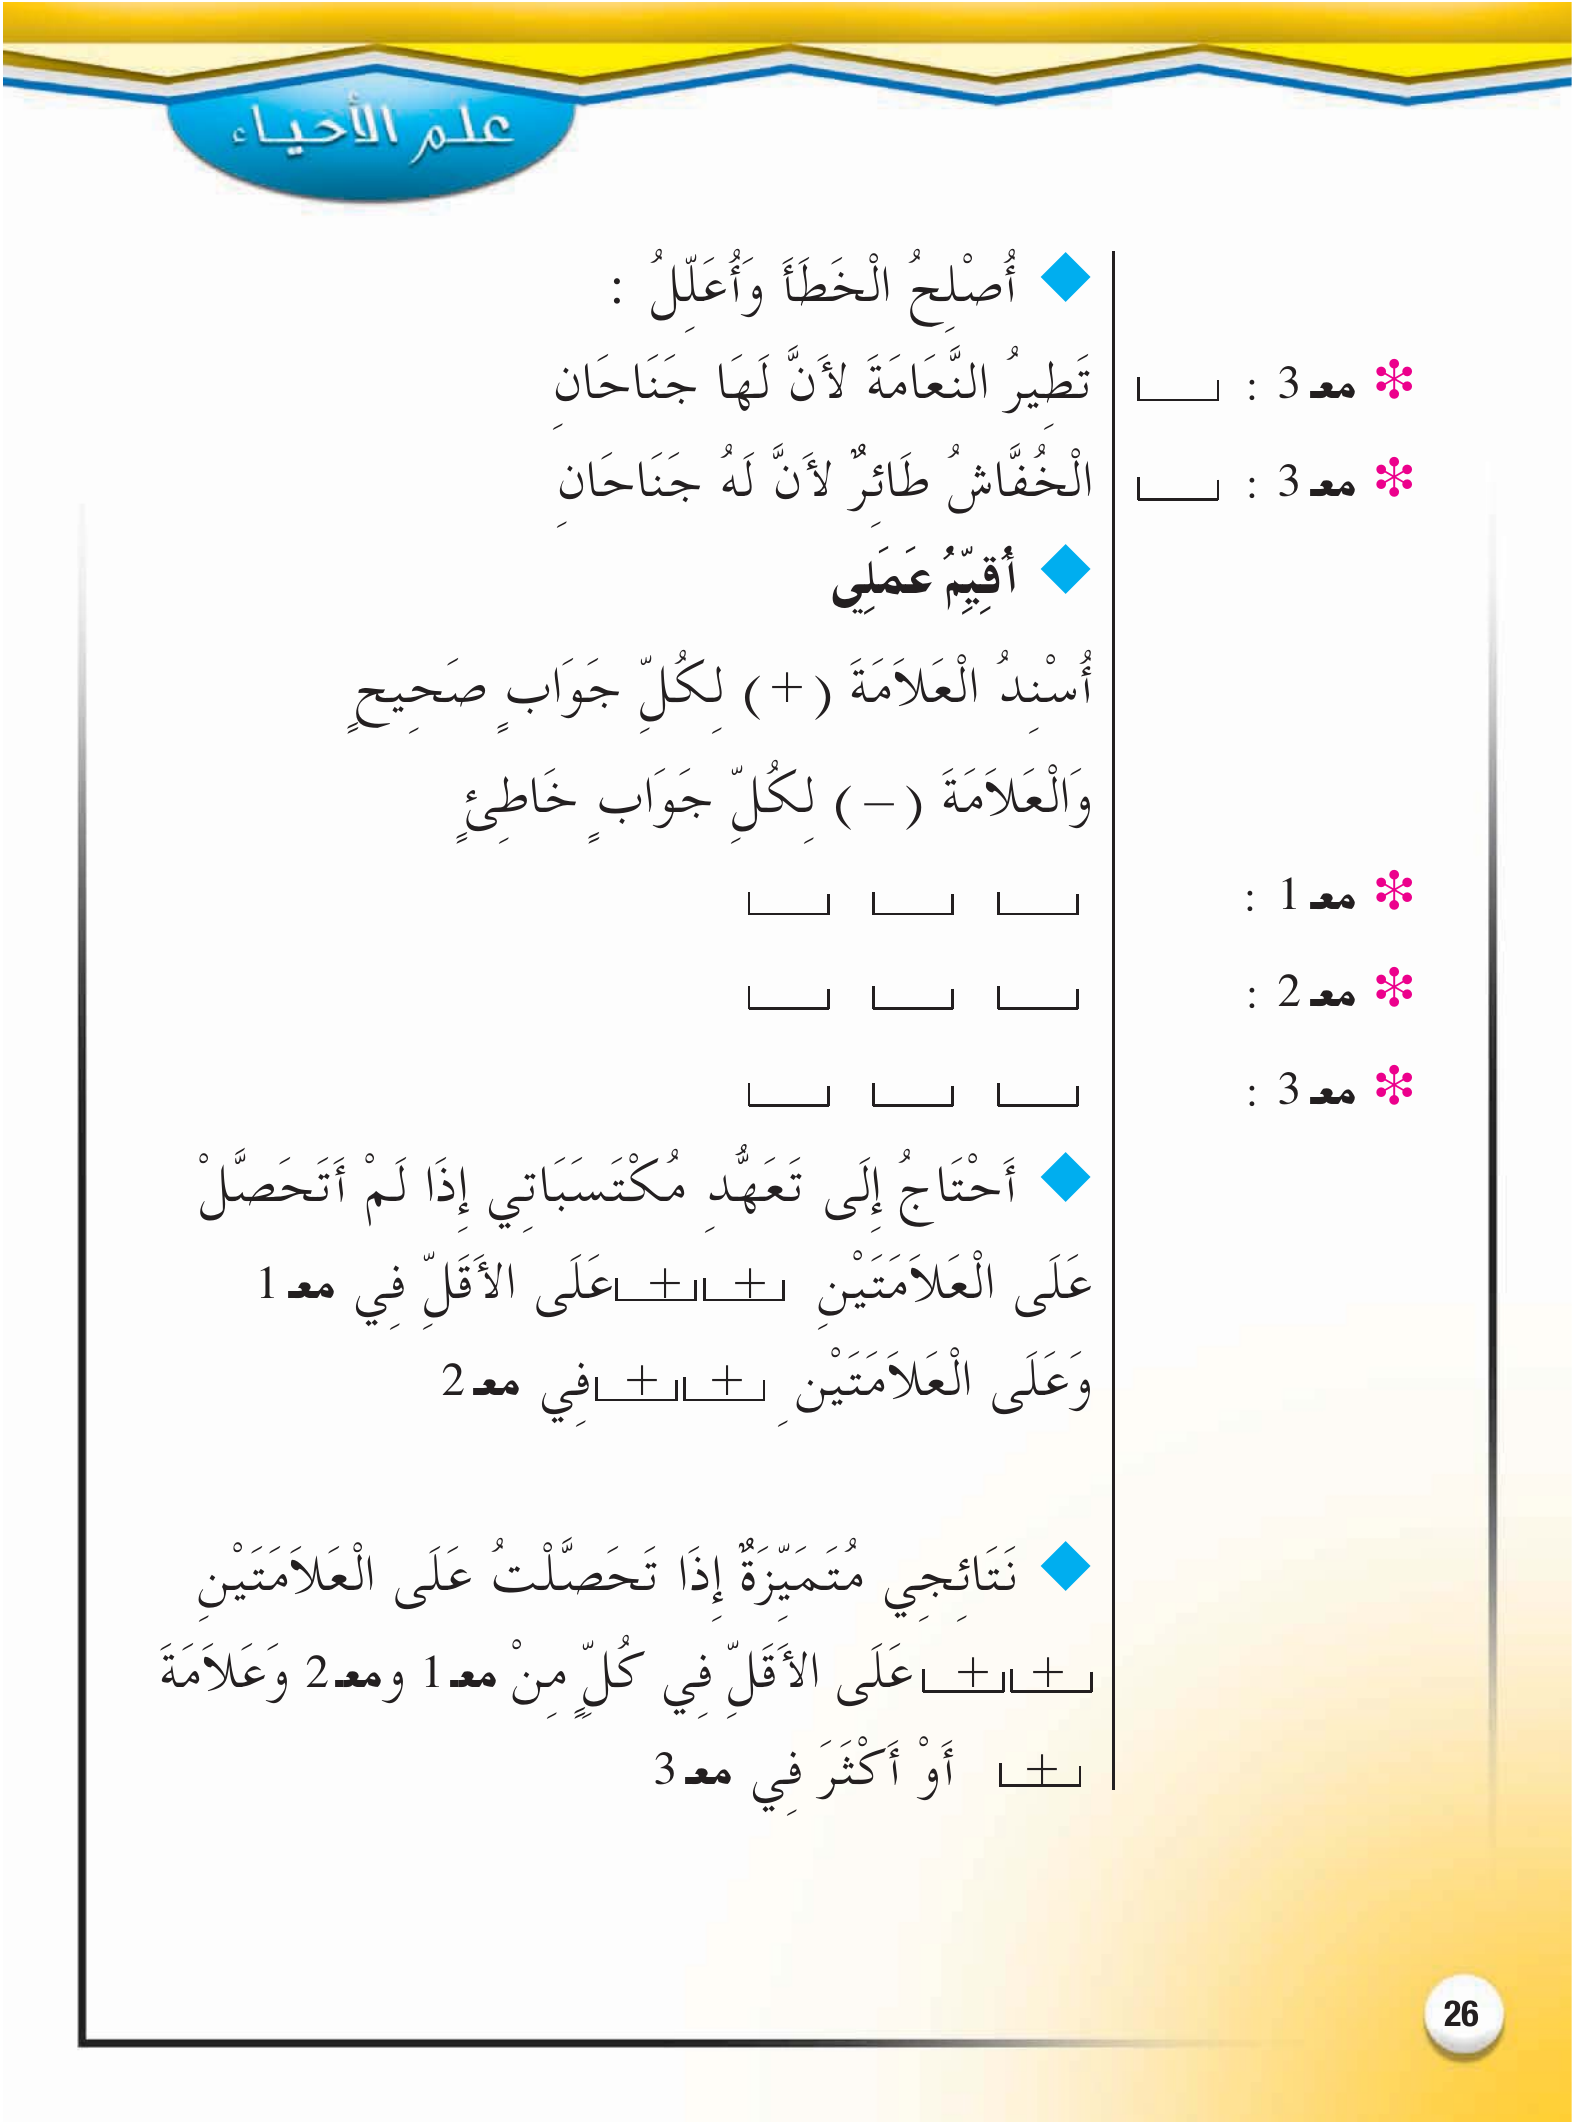 علم الأحياء
أُصْلِحُ الْخَطَأَ وَأُعَلِّلُ :
معـ 3 : تَطِيرُ النَّعَامَةَ لأَنَّ لَهَا جَنَاحَانِ
معـ 3 : الْخُفَّاشُ طَائِرٌ لأَنَّ لَهُ جَنَاحَانِ
أُقِيِّمُ عَمَلِي
أُسْنِدُ الْعَلاَمَةَ (+) لِكُلِّ جَوَابٍ صَحِيحٍ
وَالْعَلاَمَةَ (–) لِكُلِّ جَوَابٍ خَاطِئٍ
معـ 1 :
معـ 2 :
معـ 3 :
أَحْتَاجُ إِلَى تَعَهُّدِ مُكْتَسَبَاتِي إِذَا لَمْ أَتَحَصَّلْ
عَلَى الْعَلاَمَتَيْنِ + + عَلَى الأَقَلِّ فِي معـ 1
وَعَلَى الْعَلاَمَتَيْنِ + + فِي معـ 2
نَتَائِجِي مُتَمَيِّزَةٌ إِذَا تَحَصَّلْتُ عَلَى الْعَلاَمَتَيْنِ
+ + عَلَى الأَقَلِّ فِي كُلٍّ مِنْ معـ 1 ومعـ 2 وَعَلاَمَةَ
+ أَوْ أَكْثَرَ فِي معـ 3
26